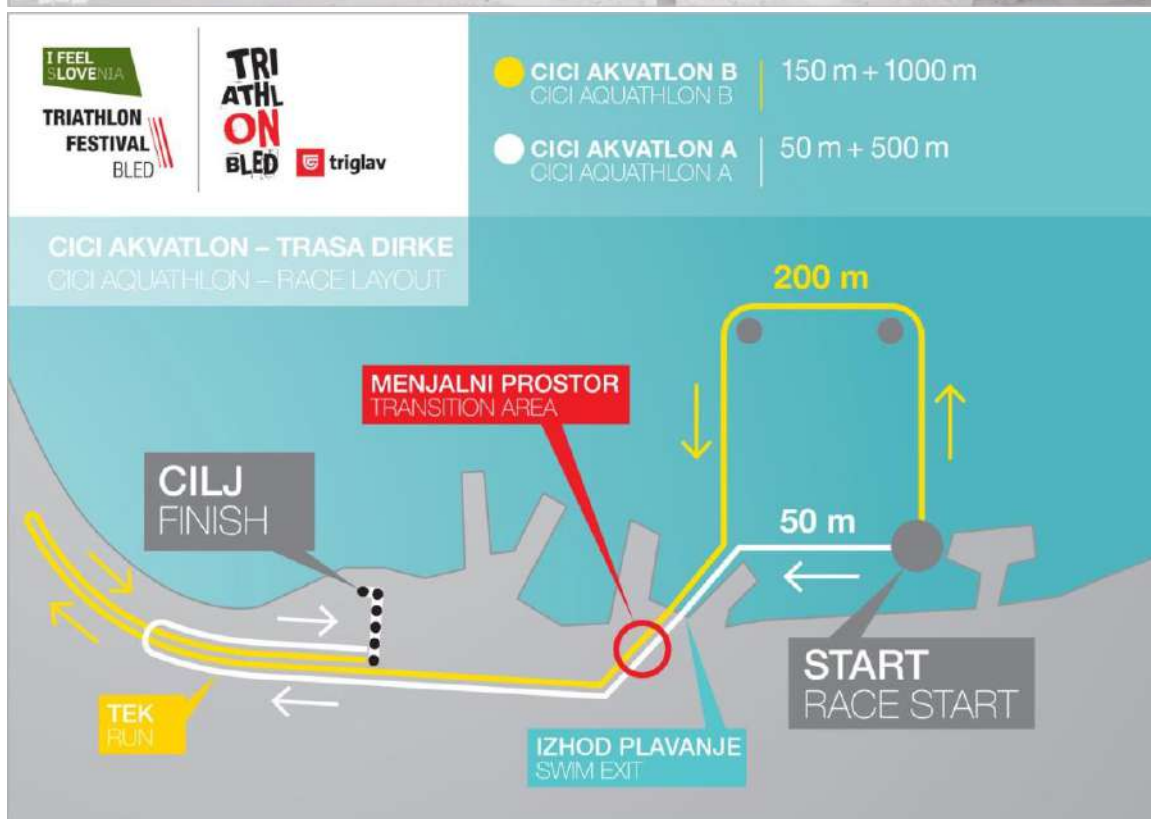 I FEEL
SLOVENIA
TRIATHLON
FESTIVAL
BLED
TRI
ATHL
ON
BLED
triglav
CICI AKVATLON B
CICI AQUATHLON B
150 m + 1000 m
CICI AKVATLON A
CICI AQUATHLON A
50 m + 500 m
CICI AKVATLON – TRASA DIRKE
CICI AQUATHLON – RACE LAYOUT
200 m
MENJALNI PROSTOR
TRANSITION AREA
CILJ
FINISH
50 m
START
RACE START
TEK
RUN
IZHOD PLAVANJE
SWIM EXIT